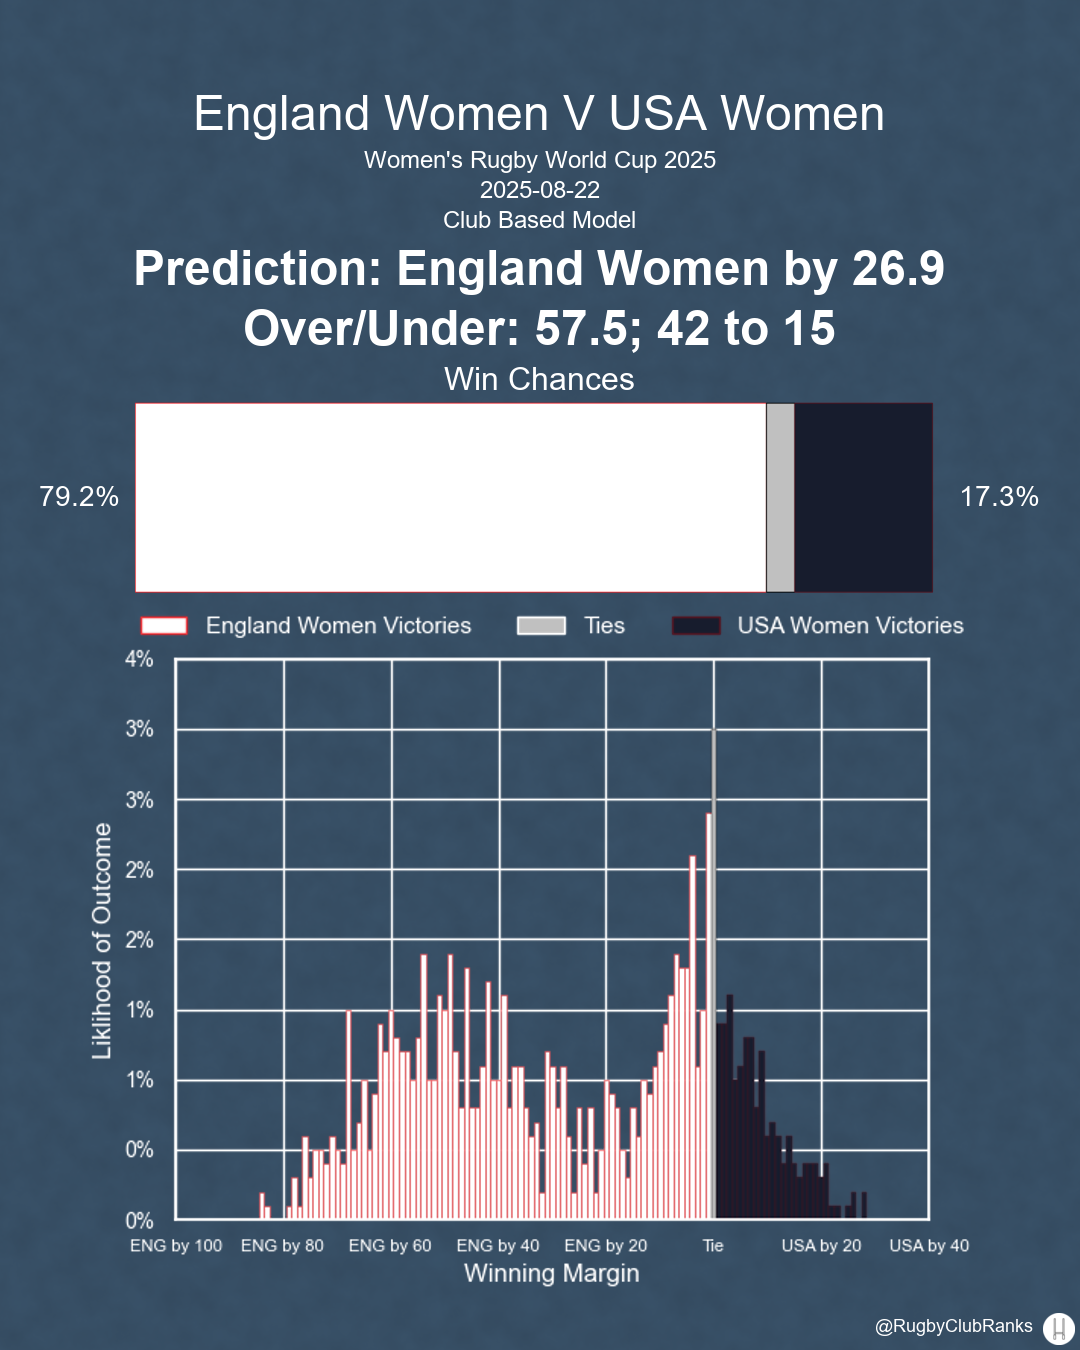 England Women V USA Women
Women's Rugby World Cup 2025
2025-08-22
Club Based Model
Prediction: England Women by 26.9
Over/Under: 57.5; 42 to 15
Win Chances
79.2%
17.3%
England Women Victories
Ties
USA Women Victories
4%
3%
3%
2%
2%
1%
1%
0%
0%
Liklihood of Outcome
ENG by 100
ENG by 80
ENG by 60
ENG by 40
ENG by 20
Tie
USA by 20
USA by 40
Winning Margin
@RugbyClubRanks